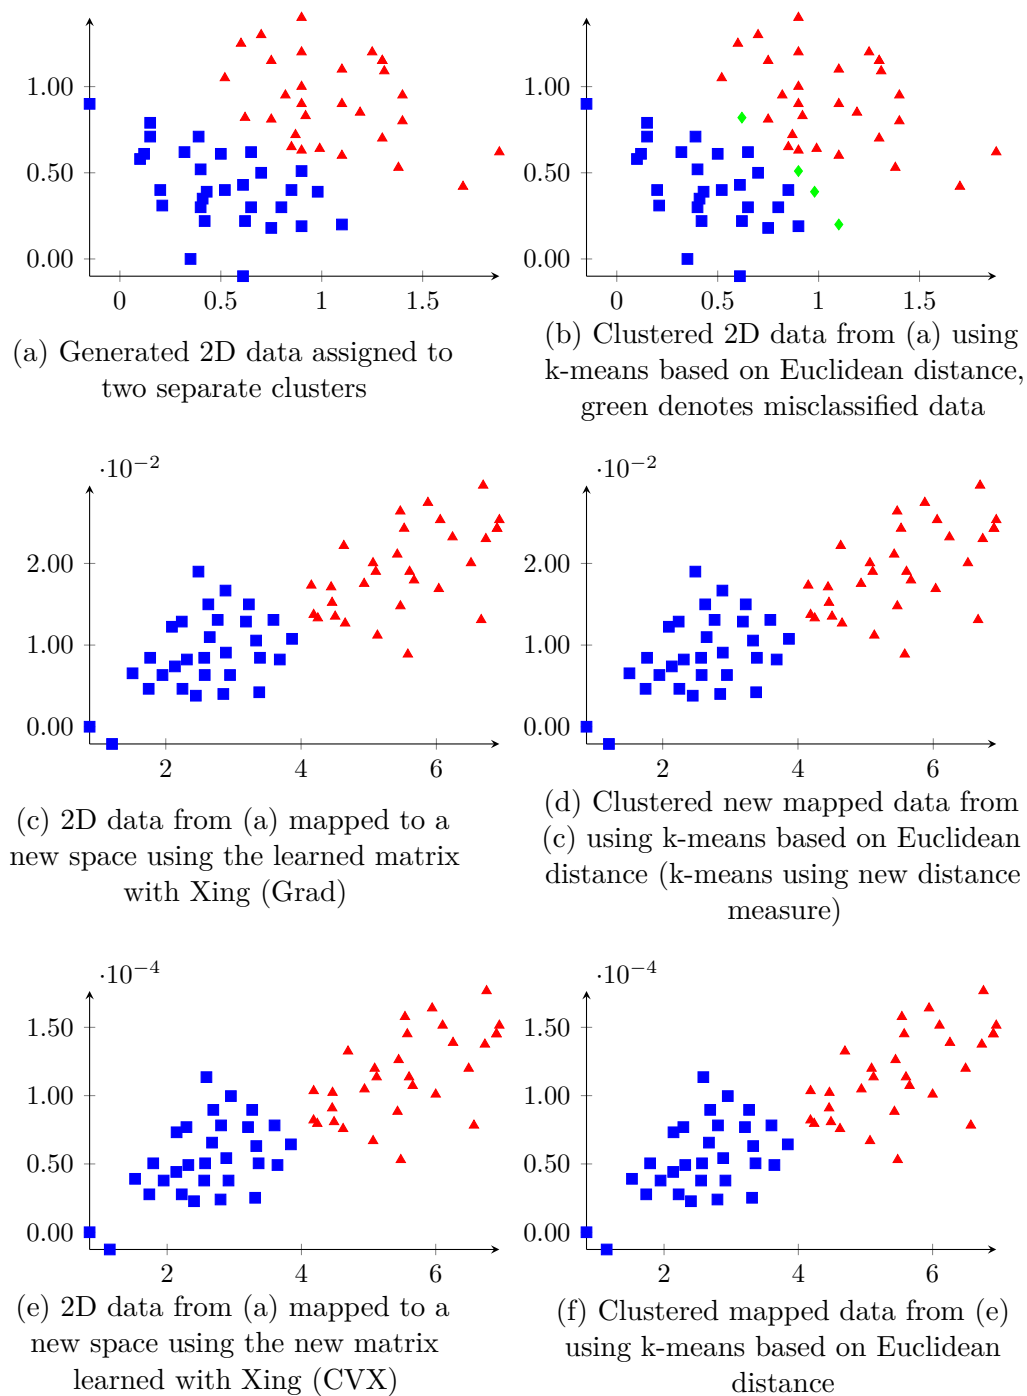 1.00
0.50
0.00
0 0.5 1 1.5
(a) Generated 2D data assigned to
two separate clusters
1.00
0.50
0.00
0 0.5 1 1.5
(b) Clustered 2D data from (a) using
k-means based on Euclidean distance,
green denotes misclassified data
·10⁻²
2.00
1.00
0.00
2 4 6
(c) 2D data from (a) mapped to a
new space using the learned matrix
with Xing (Grad)
·10⁻²
2.00
1.00
0.00
2 4 6
(d) Clustered new mapped data from
(c) using k-means based on Euclidean
distance (k-means using new distance
measure)
·10⁻⁴
1.50
1.00
0.50
0.00
2 4 6
(e) 2D data from (a) mapped to a
new space using the new matrix
learned with Xing (CVX)
·10⁻⁴
1.50
1.00
0.50
0.00
2 4 6
(f) Clustered mapped data from (e)
using k-means based on Euclidean
distance